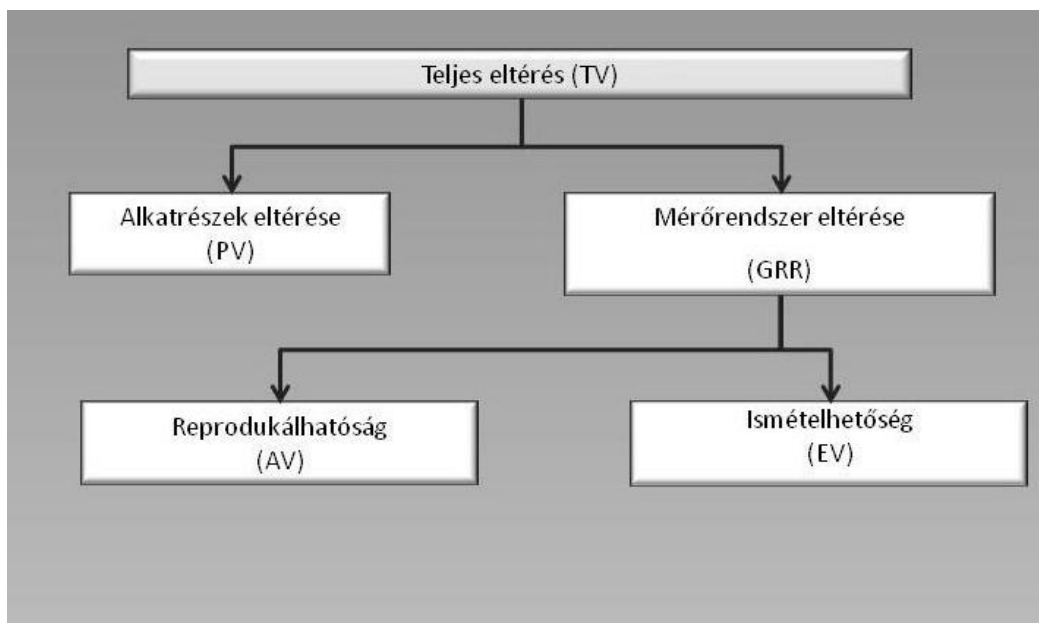 Teljes eltérés (TV)
Alkatrészek eltérése
(PV)
Mérőrendszer eltérése
(GRR)
Reprodukálhatóság
(AV)
Ismételhetőség
(EV)